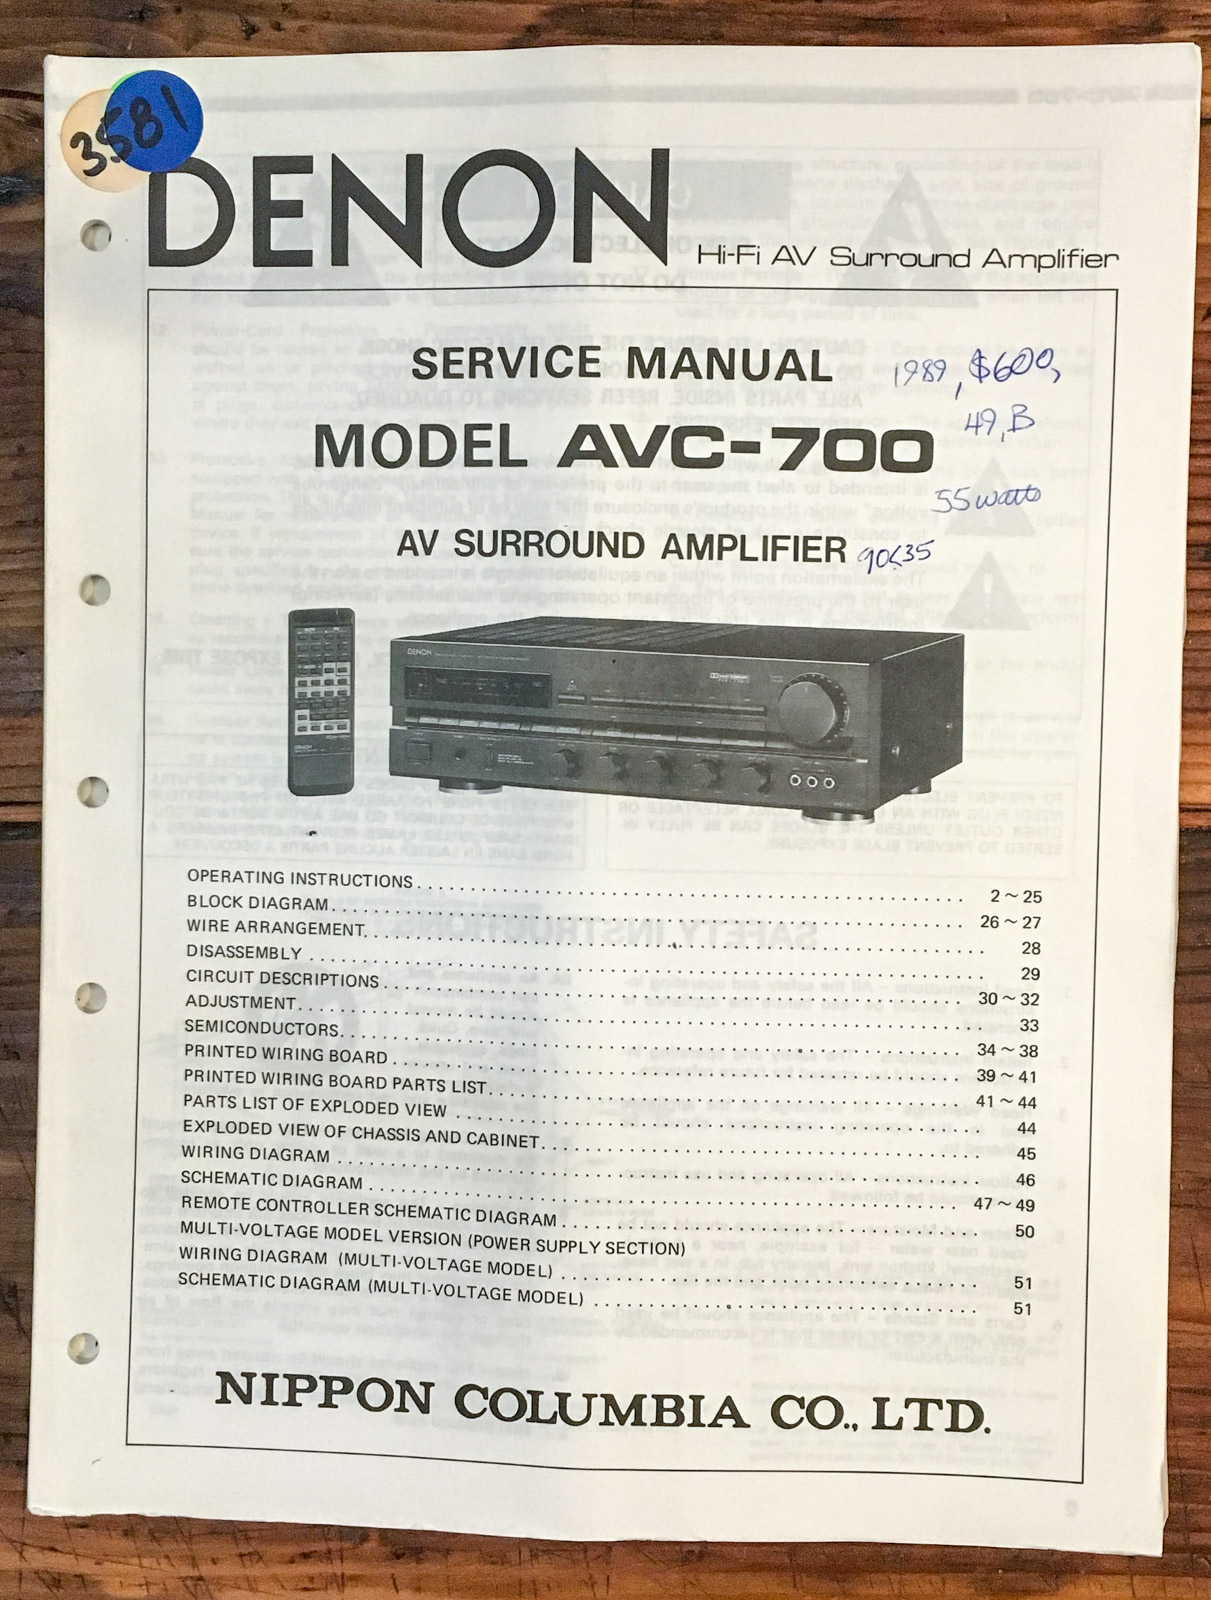 3581
DENON Hi-Fi AV Surround Amplifier
SERVICE MANUAL 1989, $600,
49, B
MODEL AVC-700
55 watts
AV SURROUND AMPLIFIER
DENON
DENON
OPERATING INSTRUCTIONS 2~25
BLOCK DIAGRAM 26~27
WIRE ARRANGEMENT 28
DISASSEMBLY 29
CIRCUIT DESCRIPTIONS 30~32
ADJUSTMENT 33
SEMICONDUCTORS 34~38
PRINTED WIRING BOARD 39~41
PRINTED WIRING BOARD PARTS LIST 41~44
PARTS LIST OF EXPLODED VIEW 44
EXPLODED VIEW OF CHASSIS AND CABINET 45
WIRING DIAGRAM 46
SCHEMATIC DIAGRAM 47~49
REMOTE CONTROLLER SCHEMATIC DIAGRAM 50
MULTI-VOLTAGE MODEL VERSION (POWER SUPPLY SECTION)
WIRING DIAGRAM (MULTI-VOLTAGE MODEL) 51
SCHEMATIC DIAGRAM (MULTI-VOLTAGE MODEL) 51
NIPPON COLUMBIA CO., LTD.